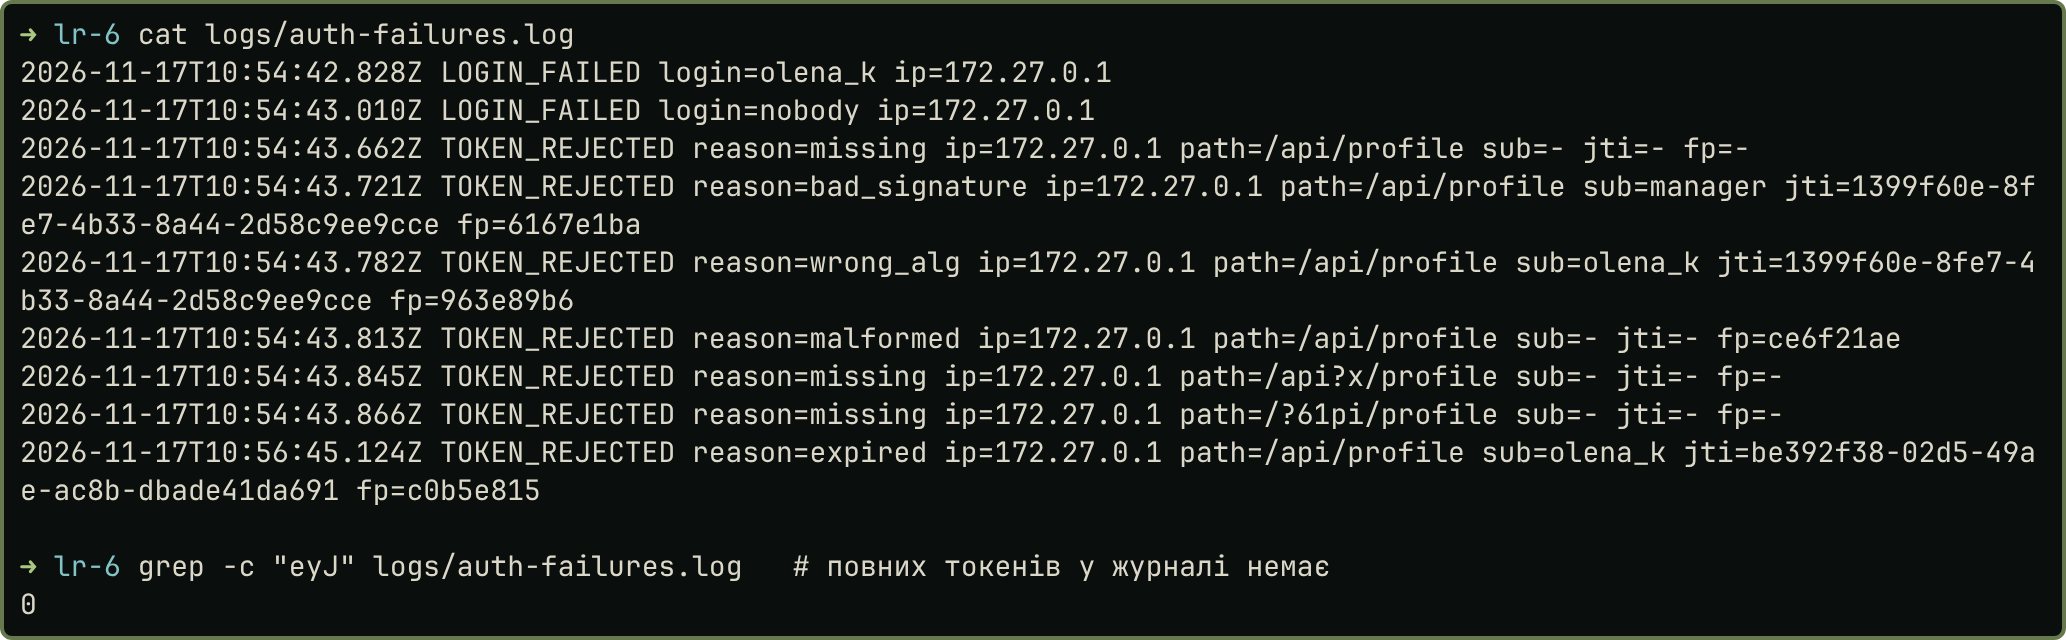 → lr-6 cat logs/auth-failures.log
2026-11-17T10:54:42.828Z LOGIN_FAILED login=olena_k ip=172.27.0.1
2026-11-17T10:54:43.010Z LOGIN_FAILED login=nobody ip=172.27.0.1
2026-11-17T10:54:43.662Z TOKEN_REJECTED reason=missing ip=172.27.0.1 path=/api/profile sub=- jti=- fp=-
2026-11-17T10:54:43.721Z TOKEN_REJECTED reason=bad_signature ip=172.27.0.1 path=/api/profile sub=manager jti=1399f60e-8f
e7-4b33-8a44-2d58c9ee9cce fp=6167e1ba
2026-11-17T10:54:43.782Z TOKEN_REJECTED reason=wrong_alg ip=172.27.0.1 path=/api/profile sub=olena_k jti=1399f60e-8fe7-4
b33-8a44-2d58c9ee9cce fp=963e89b6
2026-11-17T10:54:43.813Z TOKEN_REJECTED reason=malformed ip=172.27.0.1 path=/api/profile sub=- jti=- fp=ce6f21ae
2026-11-17T10:54:43.845Z TOKEN_REJECTED reason=missing ip=172.27.0.1 path=/api?x/profile sub=- jti=- fp=-
2026-11-17T10:54:43.866Z TOKEN_REJECTED reason=missing ip=172.27.0.1 path=/?61pi/profile sub=- jti=- fp=-
2026-11-17T10:56:45.124Z TOKEN_REJECTED reason=expired ip=172.27.0.1 path=/api/profile sub=olena_k jti=be392f38-02d5-49a
e-ac8b-dbade41da691 fp=c0b5e815
→ lr-6 grep -c "eyJ" logs/auth-failures.log   # повних токенів у журналі немає
0